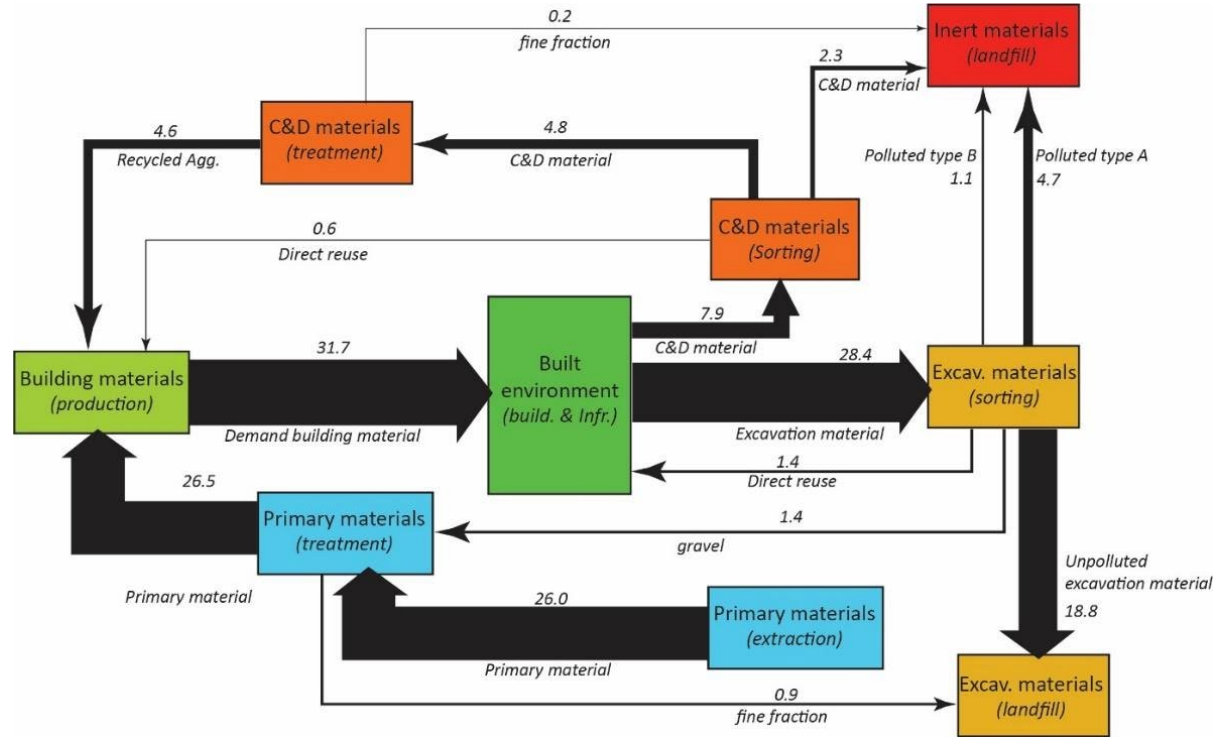 0.2
fine fraction
Inert materials
(landfill)
2.3
C&D material
4.6
Recycled Agg.
C&D materials
(treatment)
4.8
C&D material
Polluted type B
1.1
Polluted type A
4.7
C&D materials
(Sorting)
0.6
Direct reuse
7.9
C&D material
31.7
Demand building material
Building materials
(production)
Built
environment
(build. & Infr.)
28.4
Excavation material
Excav. materials
(sorting)
1.4
Direct reuse
26.5
Primary material
Primary materials
(treatment)
1.4
gravel
Unpolluted
excavation material
18.8
26.0
Primary material
Primary materials
(extraction)
0.9
fine fraction
Excav. materials
(landfill)